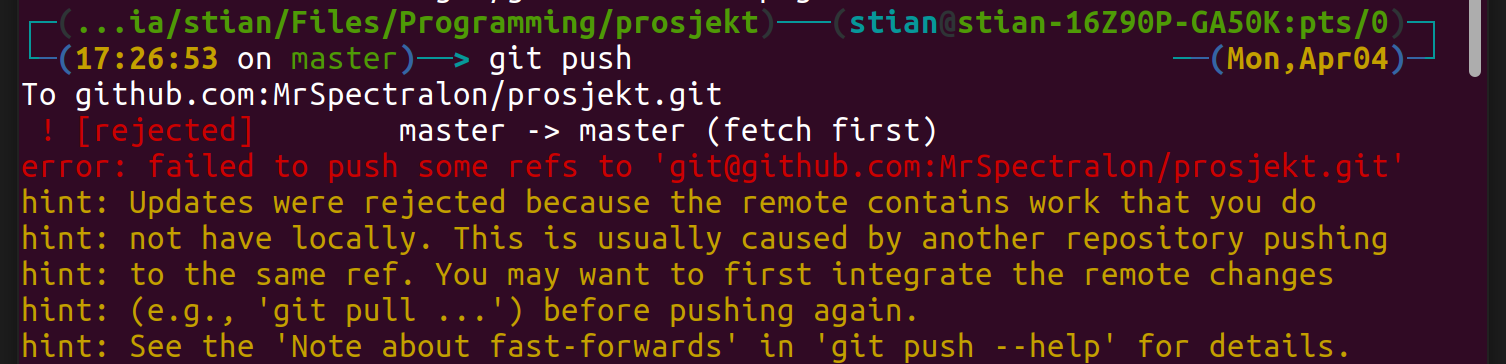 (...ia/stian/Files/Programming/prosjekt)───(stian@stian-16Z90P-GA50K:pts/0)
(17:26:53 on master)──> git push ──(Mon,Apr04)
To github.com:MrSpectralon/prosjekt.git
! [rejected] master -> master (fetch first)
error: failed to push some refs to 'git@github.com:MrSpectralon/prosjekt.git'
hint: Updates were rejected because the remote contains work that you do
hint: not have locally. This is usually caused by another repository pushing
hint: to the same ref. You may want to first integrate the remote changes
hint: (e.g., 'git pull ...') before pushing again.
hint: See the 'Note about fast-forwards' in 'git push --help' for details.